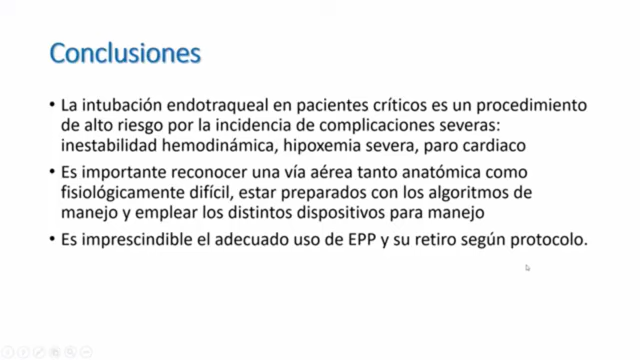 Conclusiones
• La intubación endotraqueal en pacientes críticos es un procedimiento
de alto riesgo por la incidencia de complicaciones severas:
inestabilidad hemodinámica, hipoxemia severa, paro cardiaco
• Es importante reconocer una vía aérea tanto anatómica como
fisiológicamente difícil, estar preparados con los algoritmos de
manejo y emplear los distintos dispositivos para manejo
• Es imprescindible el adecuado uso de EPP y su retiro según protocolo.